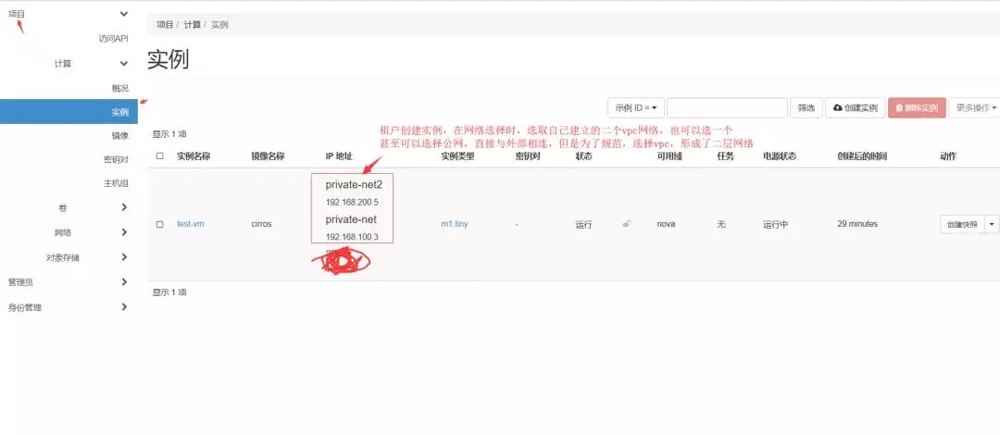 项目
访问API
计算
概况
实例
镜像
密钥对
主机组
卷
网络
对象存储
管理员
身份管理
项目 / 计算 / 实例
实例
示例 ID =
筛选
创建实例
删除实例
更多操作
租户创建实例，在网络选择时，选取自己建立的二个vpc网络，也可以选一个
甚至可以选择公网，直接与外部相连，但是为了规范，选择vpc，形成了二层网络
显示 1 项
实例名称 镜像名称 IP 地址 实例类型 密钥对 状态 可用域 任务 电源状态 创建后的时间 动作
private-net2
192.168.200.5
private-net
192.168.100.3
test-vm cirros m1.tiny - 运行 nova 无 运行中 29 minutes 创建快照
显示 1 项